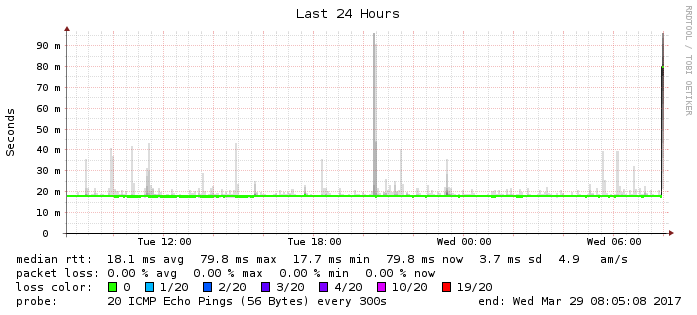 Last 24 Hours
RRDTOOL / TOBI OETIKER
Seconds
90 m
80 m
70 m
60 m
50 m
40 m
30 m
20 m
10 m
0
Tue 12:00 Tue 18:00 Wed 00:00 Wed 06:00
median rtt: 18.1 ms avg 79.8 ms max 17.7 ms min 79.8 ms now 3.7 ms sd 4.9 am/s
packet loss: 0.00 % avg 0.00 % max 0.00 % min 0.00 % now
loss color: 0 1/20 2/20 3/20 4/20 10/20 19/20
probe: 20 ICMP Echo Pings (56 Bytes) every 300s end: Wed Mar 29 08:05:08 2017